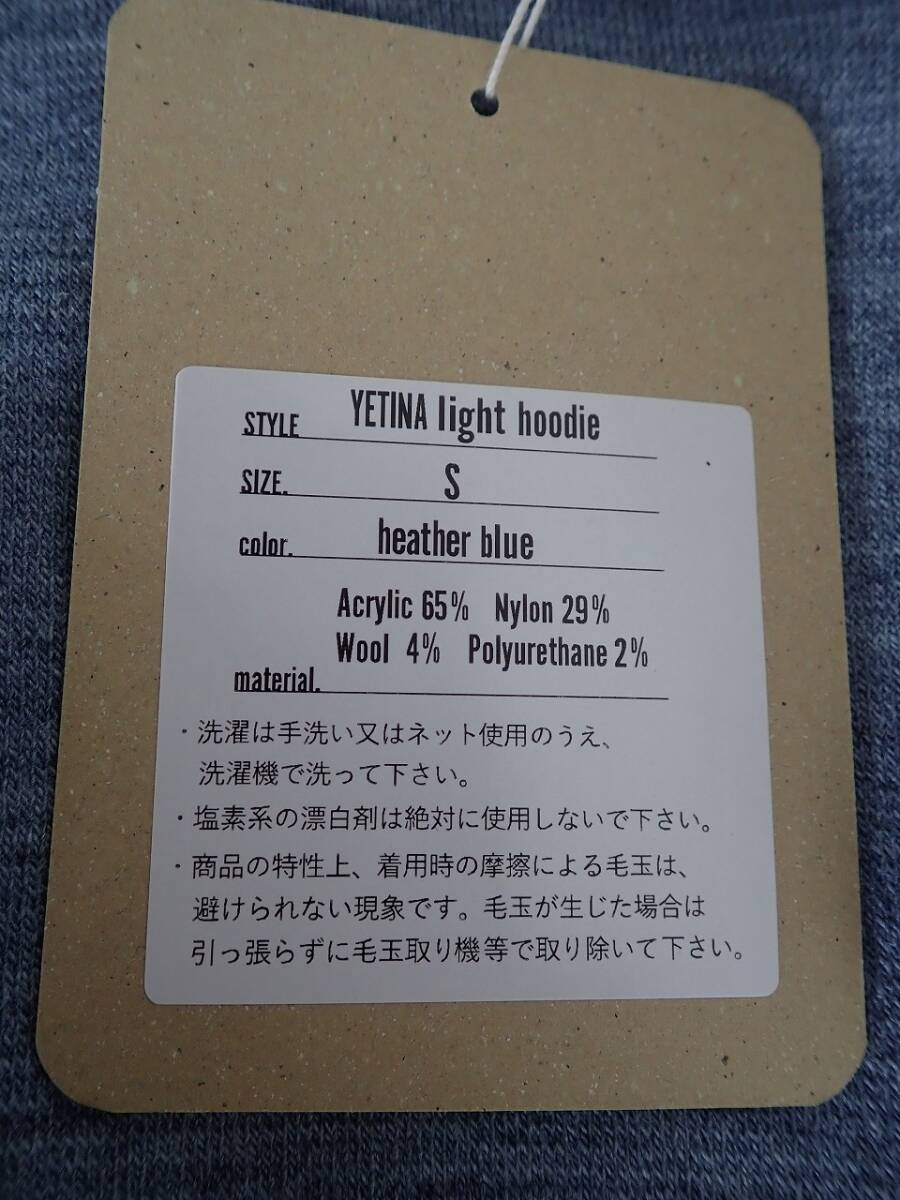 STYLE YETINA light hoodie
SIZE. S
color. heather blue
Acrylic 65% Nylon 29%
Wool 4% Polyurethane 2%
material.
・洗濯は手洗い又はネット使用のうえ、
洗濯機で洗って下さい。
・塩素系の漂白剤は絶対に使用しないで下さい。
・商品の特性上、着用時の摩擦による毛玉は、
避けられない現象です。毛玉が生じた場合は
引っ張らずに毛玉取り機等で取り除いて下さい。